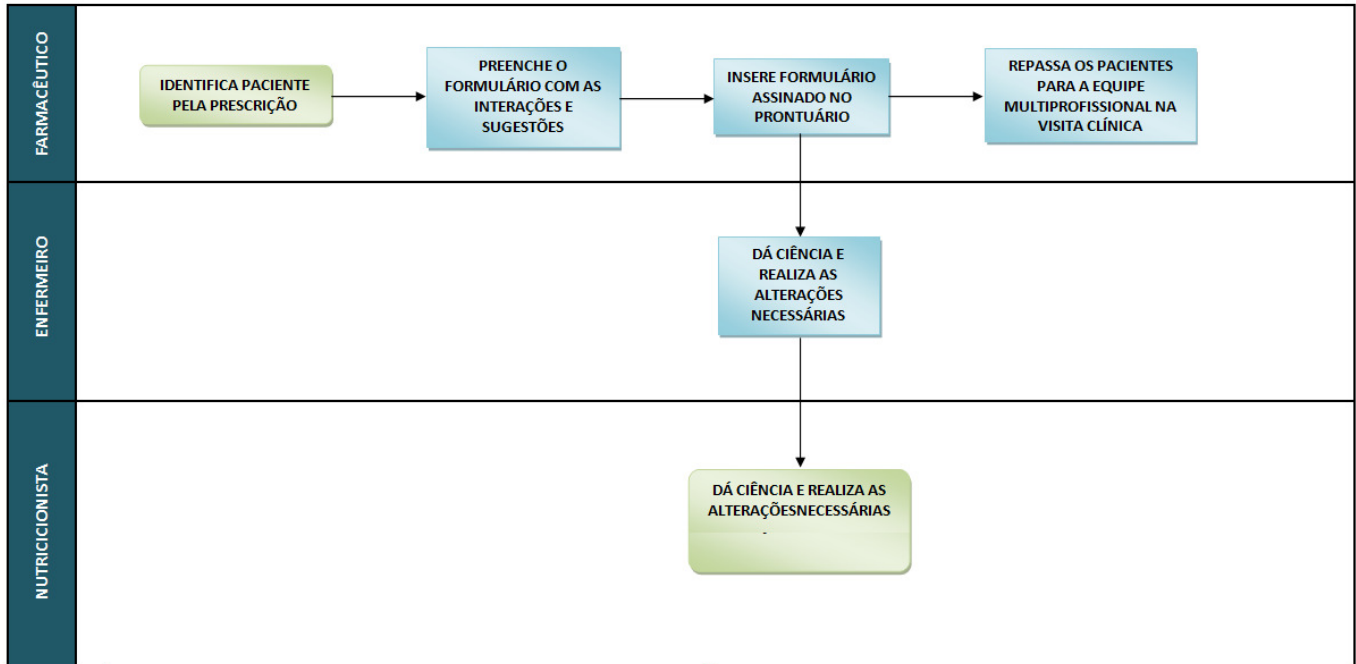 FARMACÊUTICO
IDENTIFICA PACIENTE
PELA PRESCRIÇÃO
PREENCHE O
FORMULÁRIO COM AS
INTERAÇÕES E
SUGESTÕES
INSERE FORMULÁRIO
ASSINADO NO
PRONTUÁRIO
REPASSA OS PACIENTES
PARA A EQUIPE
MULTIPROFISSIONAL NA
VISITA CLÍNICA
ENFERMEIRO
DÁ CIÊNCIA E
REALIZA AS
ALTERAÇÕES
NECESSÁRIAS
NUTRICICIONISTA
DÁ CIÊNCIA E REALIZA AS
ALTERAÇÕESNECESSÁRIAS